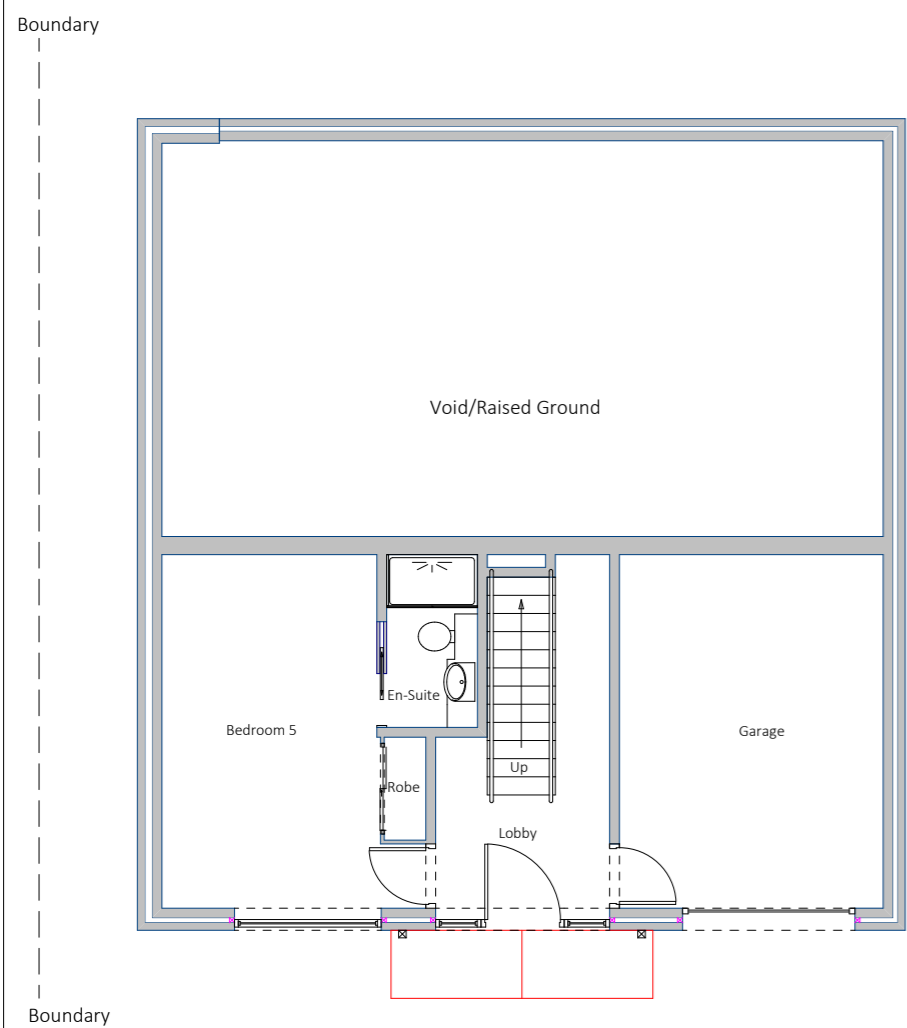 Boundary
Void/Raised Ground
En-Suite
Bedroom 5
Garage
Up
Robe
Lobby
Boundary